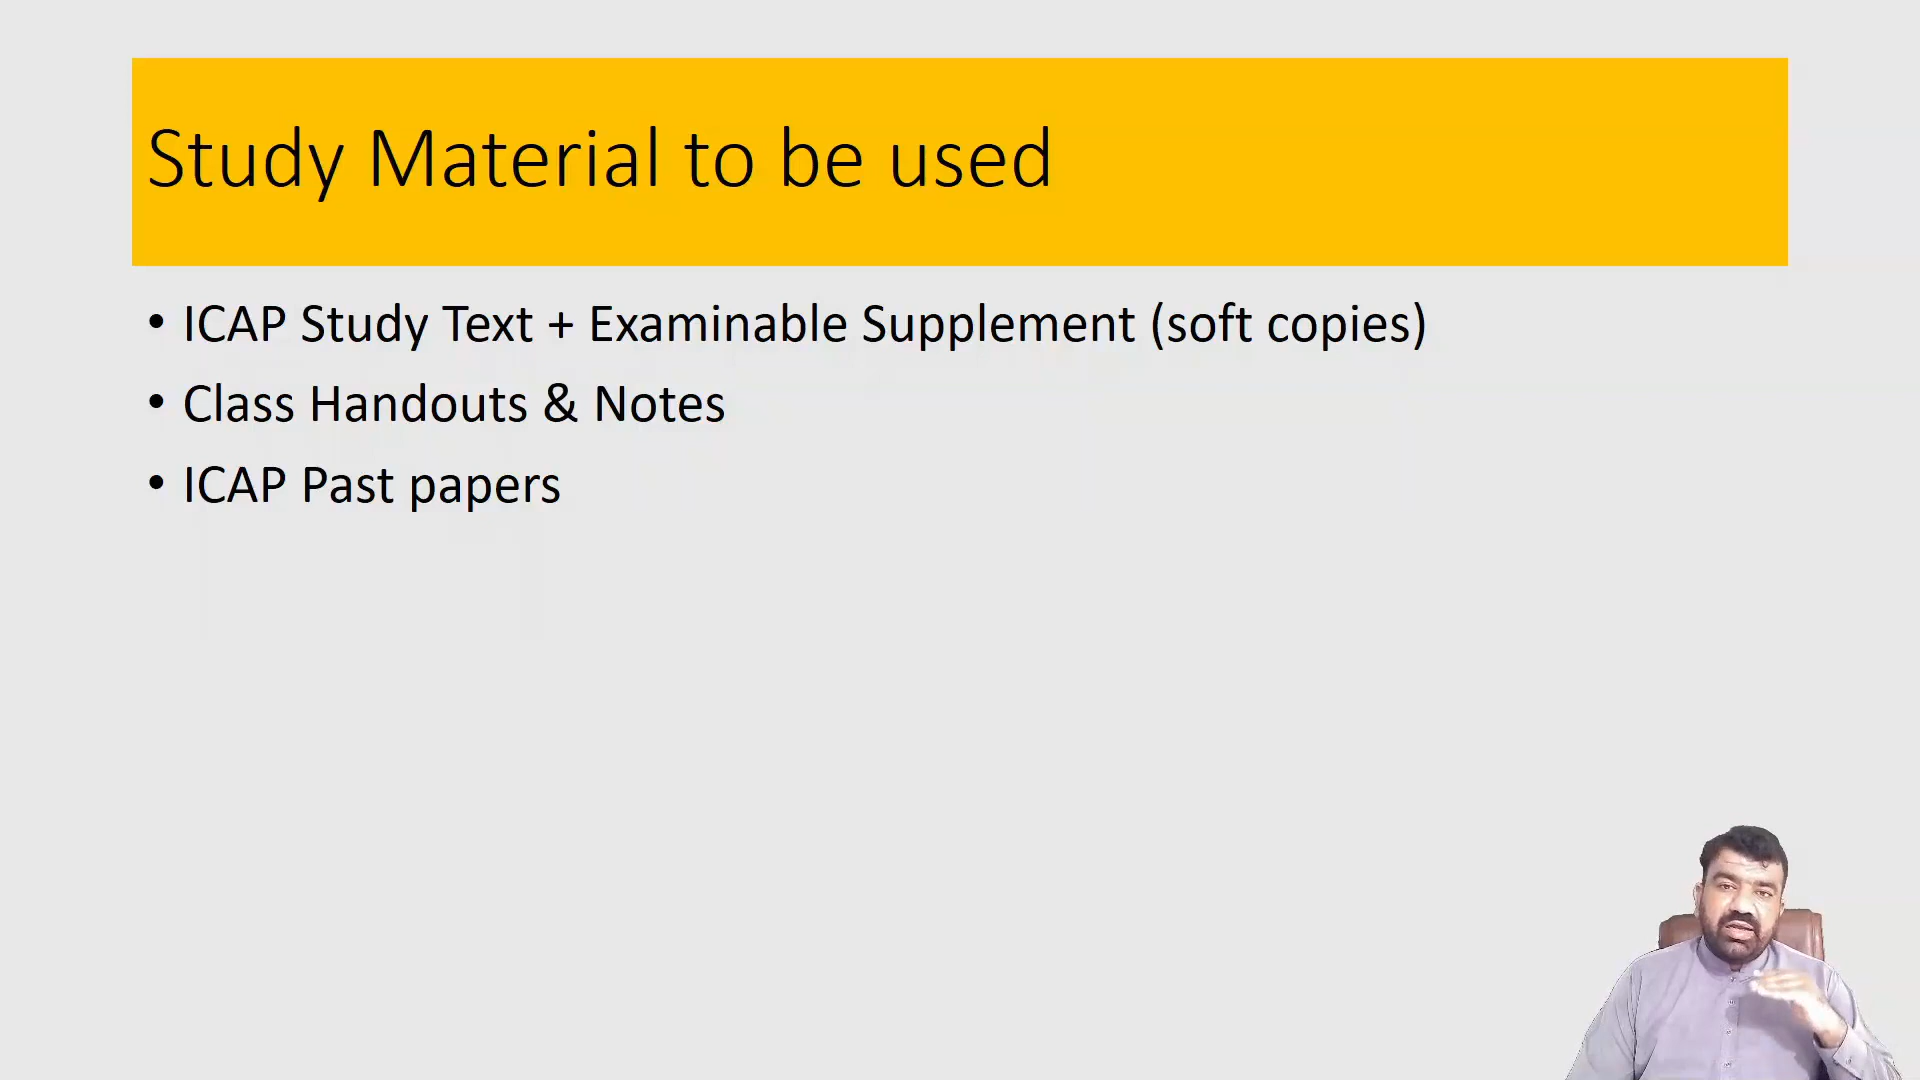 Study Material to be used
• ICAP Study Text + Examinable Supplement (soft copies)
• Class Handouts & Notes
• ICAP Past papers